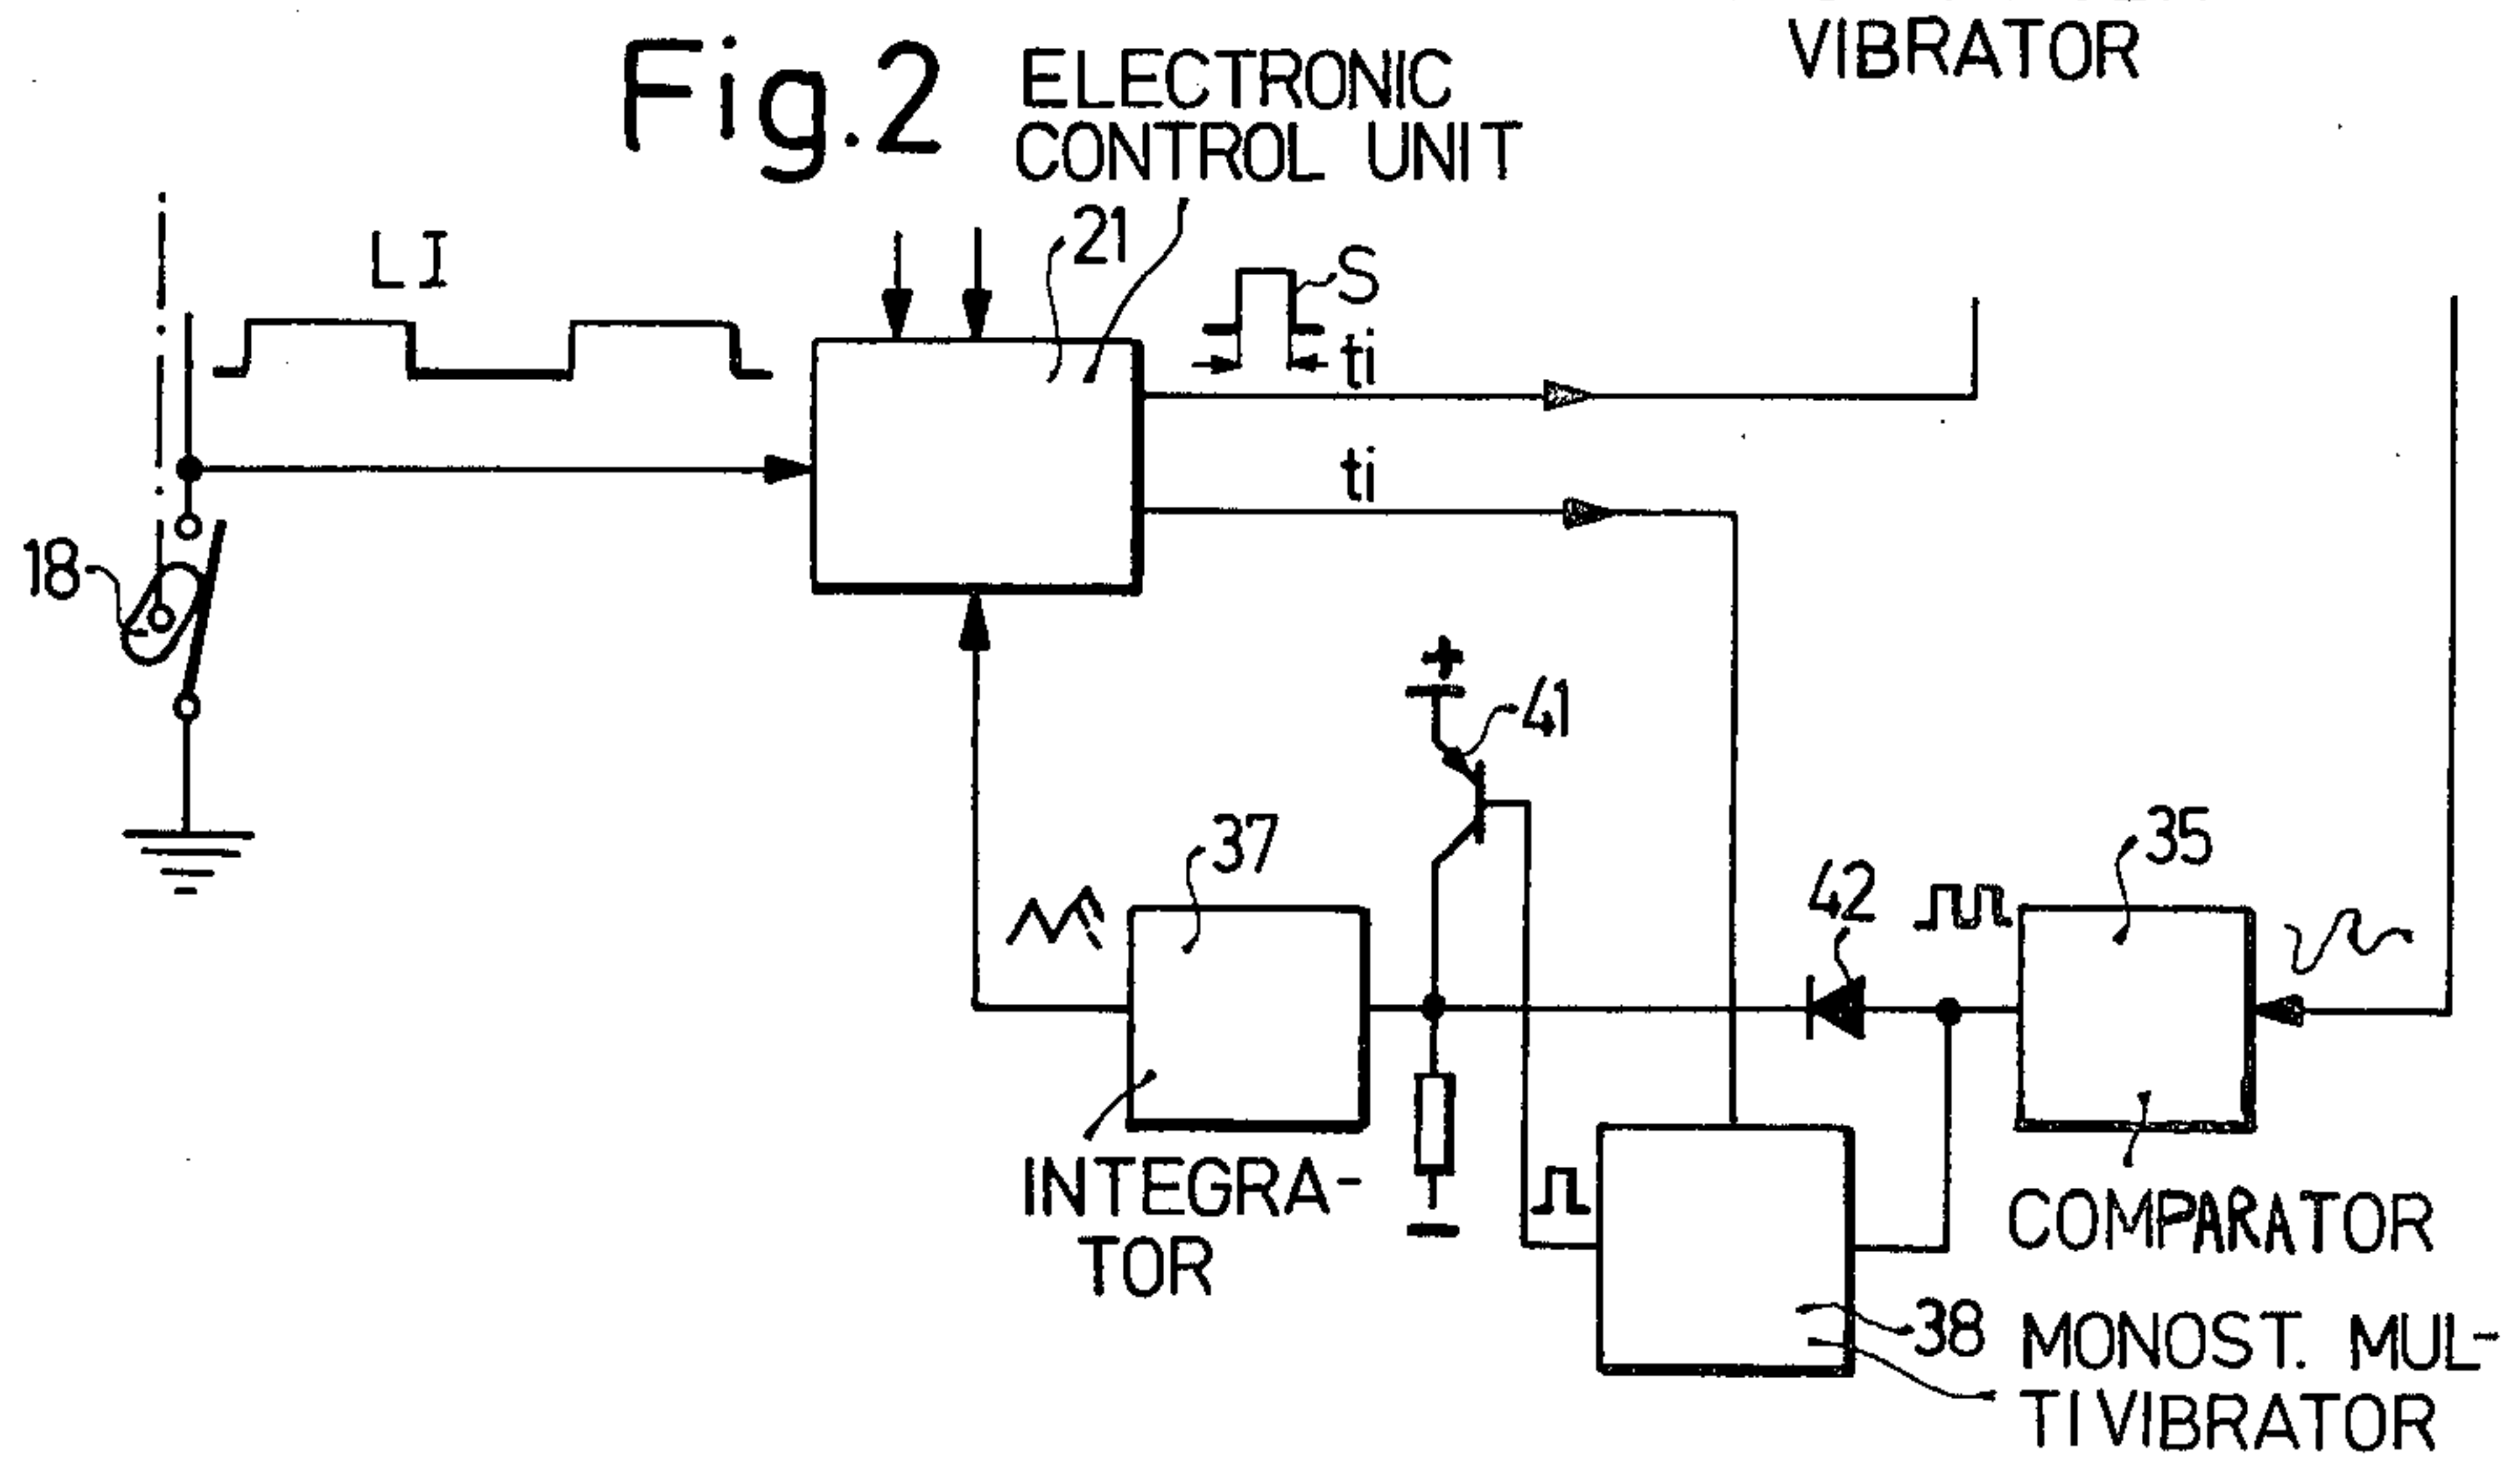 VIBRATOR
Fig.2
ELECTRONIC
CONTROL UNIT
LI
21
S
ti
ti
18
41
37
35
42
INTEGRA-
TOR
COMPARATOR
38
MONOST. MUL-
TIVIBRATOR
+